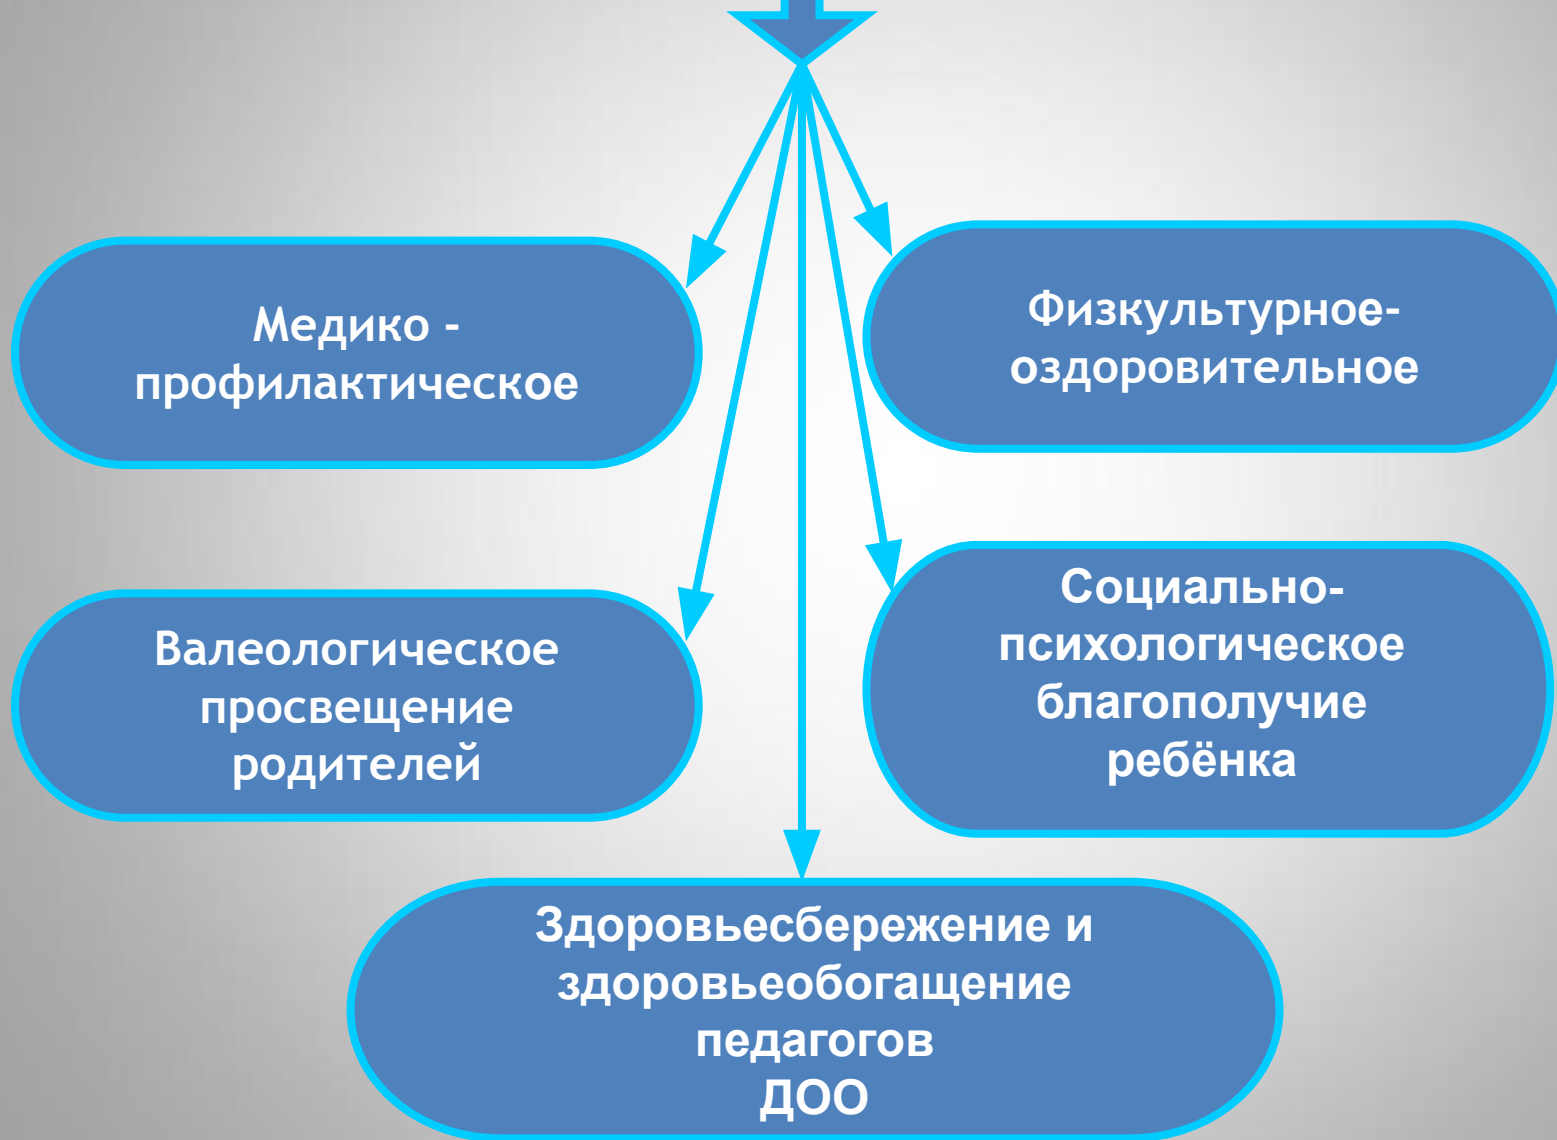 Медико -
профилактическое
Физкультурное-
оздоровительное
Валеологическое
просвещение
родителей
Социально-
психологическое
благополучие
ребёнка
Здоровьесбережение и
здоровьеобогащение
педагогов
ДОО